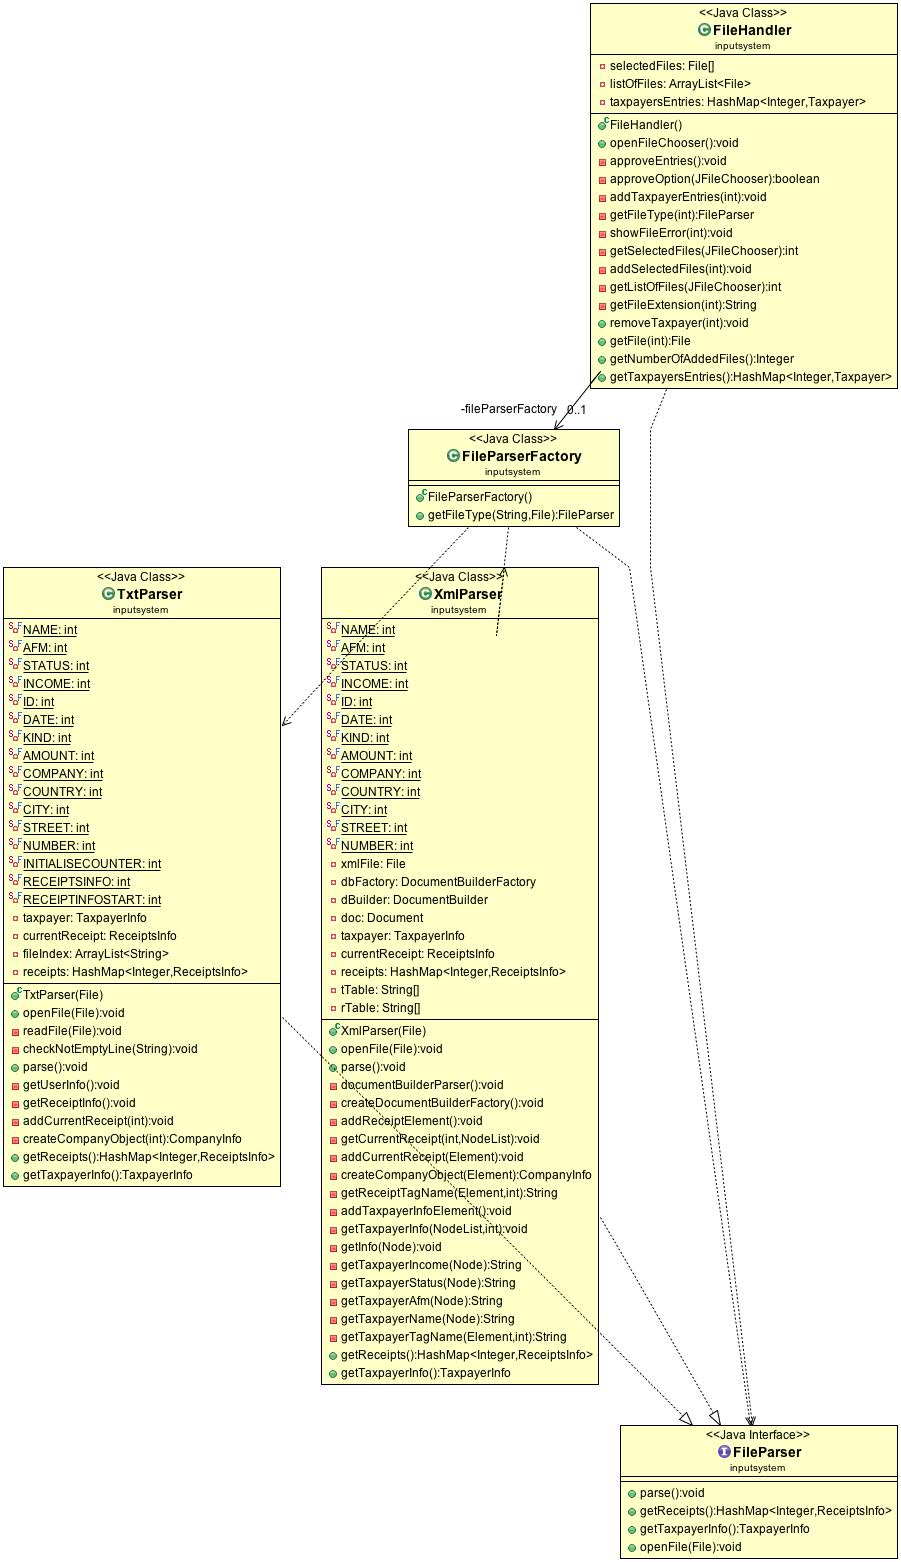 <<Java Class>>
FileHandler
inputsystem
selectedFiles: File[]
listOfFiles: ArrayList<File>
taxpayersEntries: HashMap<Integer,Taxpayer>
FileHandler()
openFileChooser():void
approveEntries():void
approveOption(JFileChooser):boolean
addTaxpayerEntries(int):void
getFileType(int):FileParser
showFileError(int):void
getSelectedFiles(JFileChooser):int
addSelectedFiles(int):void
getListOfFiles(JFileChooser):int
getFileExtension(int):String
removeTaxpayer(int):void
getFile(int):File
getNumberOfAddedFiles():Integer
getTaxpayersEntries():HashMap<Integer,Taxpayer>
-fileParserFactory 0..1
<<Java Class>>
FileParserFactory
inputsystem
FileParserFactory()
getFileType(String,File):FileParser
<<Java Class>>
TxtParser
inputsystem
NAME: int
AFM: int
STATUS: int
INCOME: int
ID: int
DATE: int
KIND: int
AMOUNT: int
COMPANY: int
COUNTRY: int
CITY: int
STREET: int
NUMBER: int
INITIALISECOUNTER: int
RECEIPTSINFO: int
RECEIPTINFOSTART: int
taxpayer: TaxpayerInfo
currentReceipt: ReceiptsInfo
fileIndex: ArrayList<String>
receipts: HashMap<Integer,ReceiptsInfo>
TxtParser(File)
openFile(File):void
readFile(File):void
checkNotEmptyLine(String):void
parse():void
getUserInfo():void
getReceiptInfo():void
addCurrentReceipt(int):void
createCompanyObject(int):CompanyInfo
getReceipts():HashMap<Integer,ReceiptsInfo>
getTaxpayerInfo():TaxpayerInfo
<<Java Class>>
XmlParser
inputsystem
NAME: int
AFM: int
STATUS: int
INCOME: int
ID: int
DATE: int
KIND: int
AMOUNT: int
COMPANY: int
COUNTRY: int
CITY: int
STREET: int
NUMBER: int
xmlFile: File
dbFactory: DocumentBuilderFactory
dBuilder: DocumentBuilder
doc: Document
taxpayer: TaxpayerInfo
currentReceipt: ReceiptsInfo
receipts: HashMap<Integer,ReceiptsInfo>
tTable: String[]
rTable: String[]
XmlParser(File)
openFile(File):void
parse():void
documentBuilderParser():void
createDocumentBuilderFactory():void
addReceiptElement():void
getCurrentReceipt(int,NodeList):void
addCurrentReceipt(Element):void
createCompanyObject(Element):CompanyInfo
getReceiptTagName(Element,int):String
addTaxpayerInfoElement():void
getTaxpayerInfo(NodeList,int):void
getInfo(Node):void
getTaxpayerIncome(Node):String
getTaxpayerStatus(Node):String
getTaxpayerAfm(Node):String
getTaxpayerName(Node):String
getTaxpayerTagName(Element,int):String
getReceipts():HashMap<Integer,ReceiptsInfo>
getTaxpayerInfo():TaxpayerInfo
<<Java Interface>>
FileParser
inputsystem
parse():void
getReceipts():HashMap<Integer,ReceiptsInfo>
getTaxpayerInfo():TaxpayerInfo
openFile(File):void